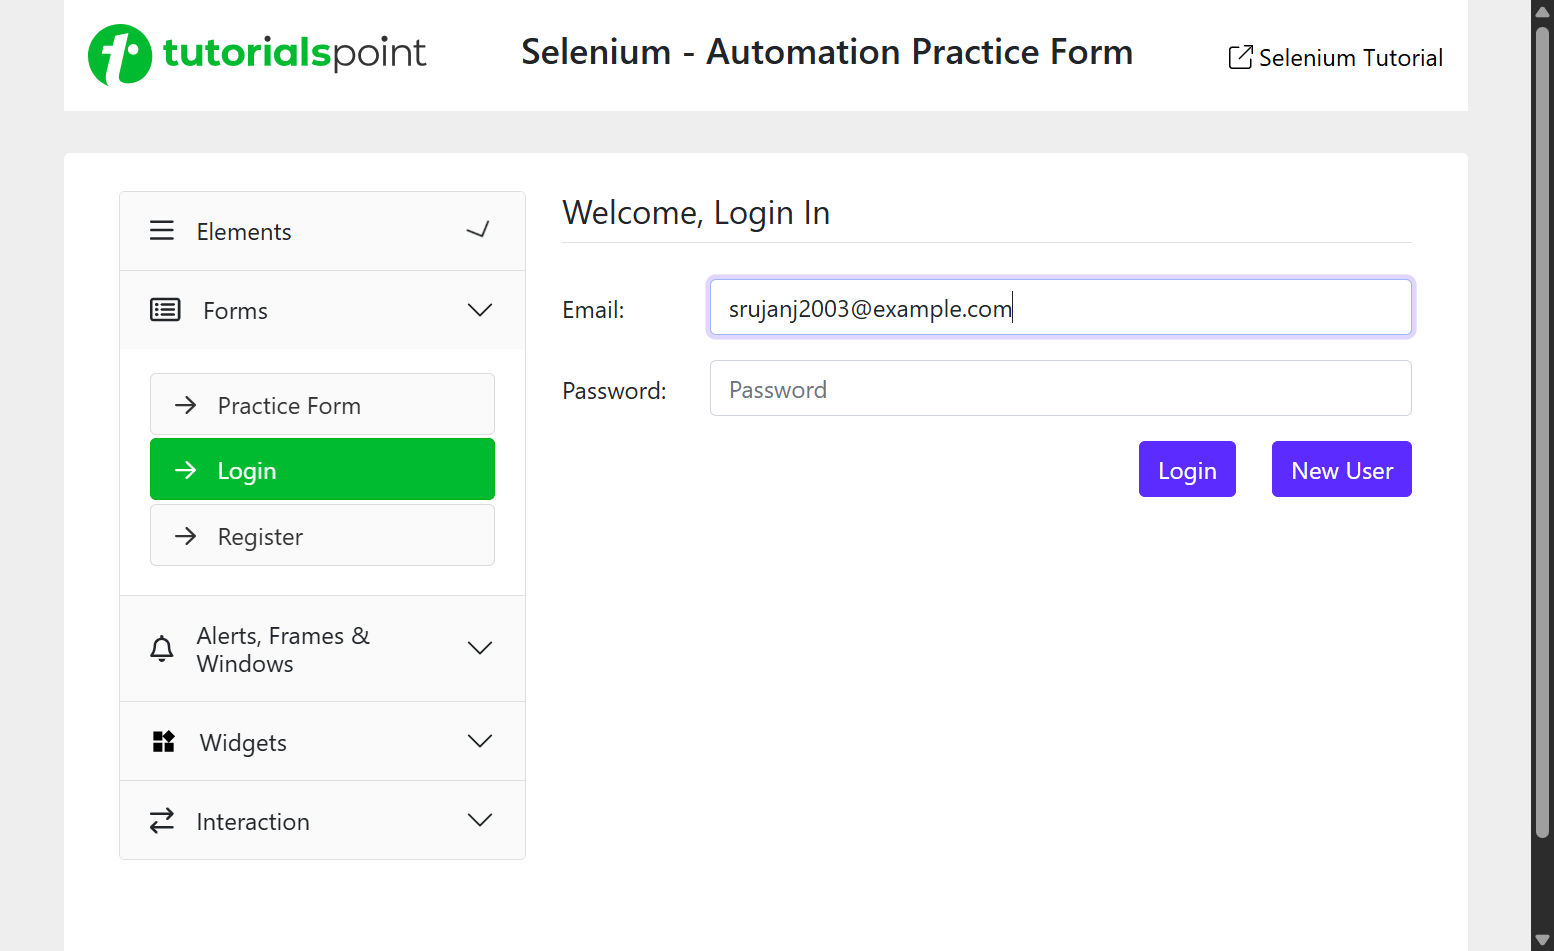 tutorialspoint
Selenium - Automation Practice Form
Selenium Tutorial
Elements
Forms
Practice Form
Login
Register
Alerts, Frames &
Windows
Widgets
Interaction
Welcome, Login In
Email:
srujanj2003@example.com
Password:
Password
Login
New User